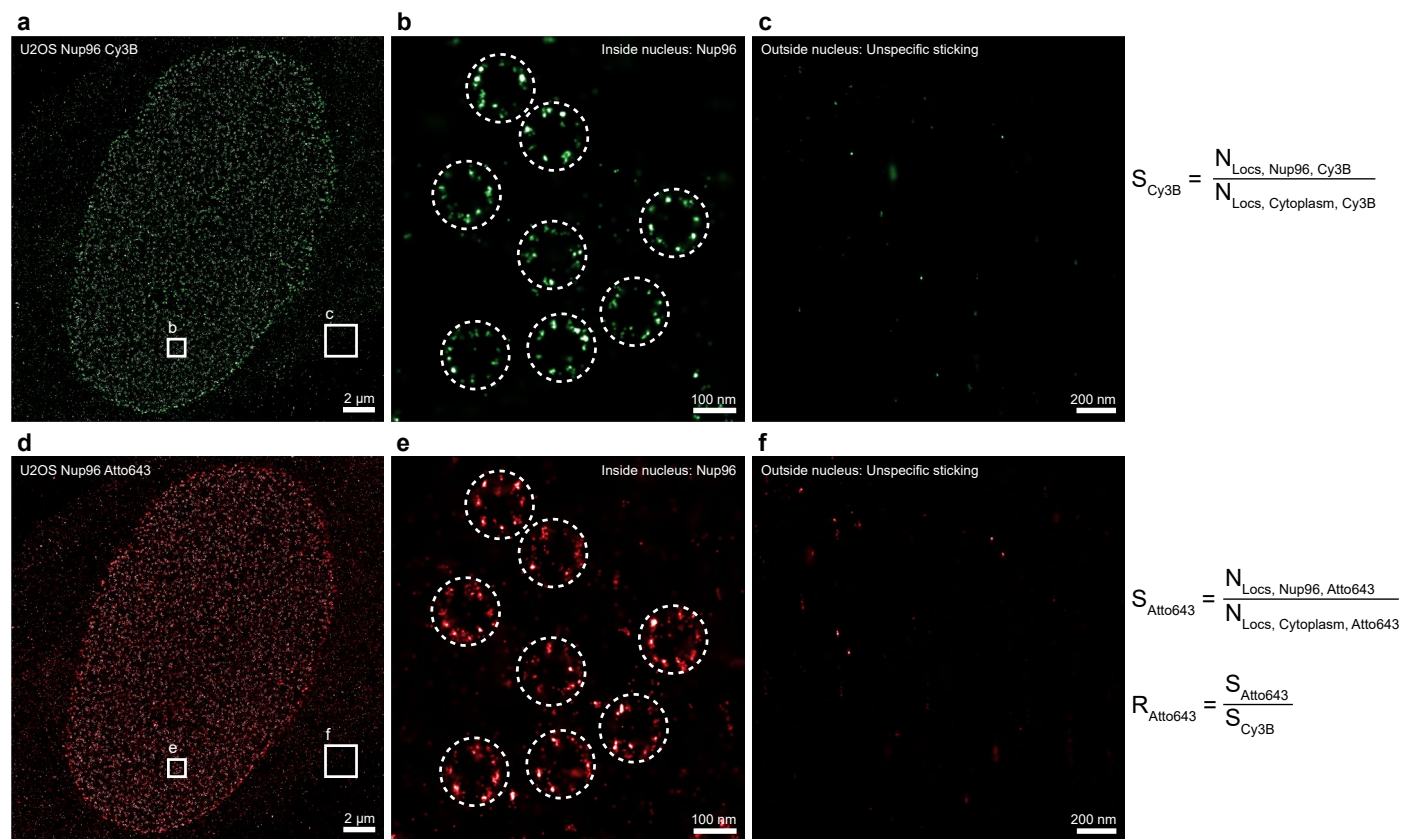 a
U2OS Nup96 Cy3B
b
c
2 µm
b
Inside nucleus: Nup96
100 nm
c
Outside nucleus: Unspecific sticking
200 nm
S_Cy3B = N_Locs, Nup96, Cy3B / N_Locs, Cytoplasm, Cy3B
d
U2OS Nup96 Atto643
e
f
2 µm
e
Inside nucleus: Nup96
100 nm
f
Outside nucleus: Unspecific sticking
200 nm
S_Atto643 = N_Locs, Nup96, Atto643 / N_Locs, Cytoplasm, Atto643
R_Atto643 = S_Atto643 / S_Cy3B